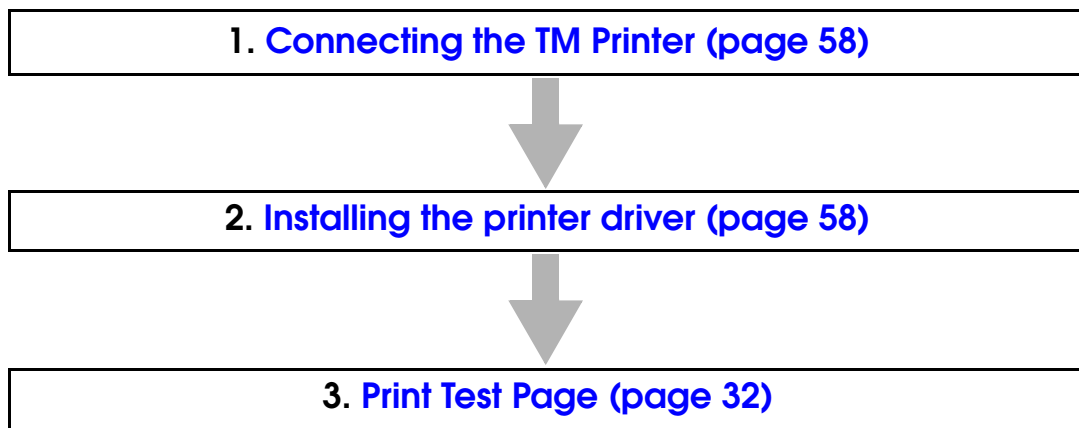 1. Connecting the TM Printer (page 58)
2. Installing the printer driver (page 58)
3. Print Test Page (page 32)